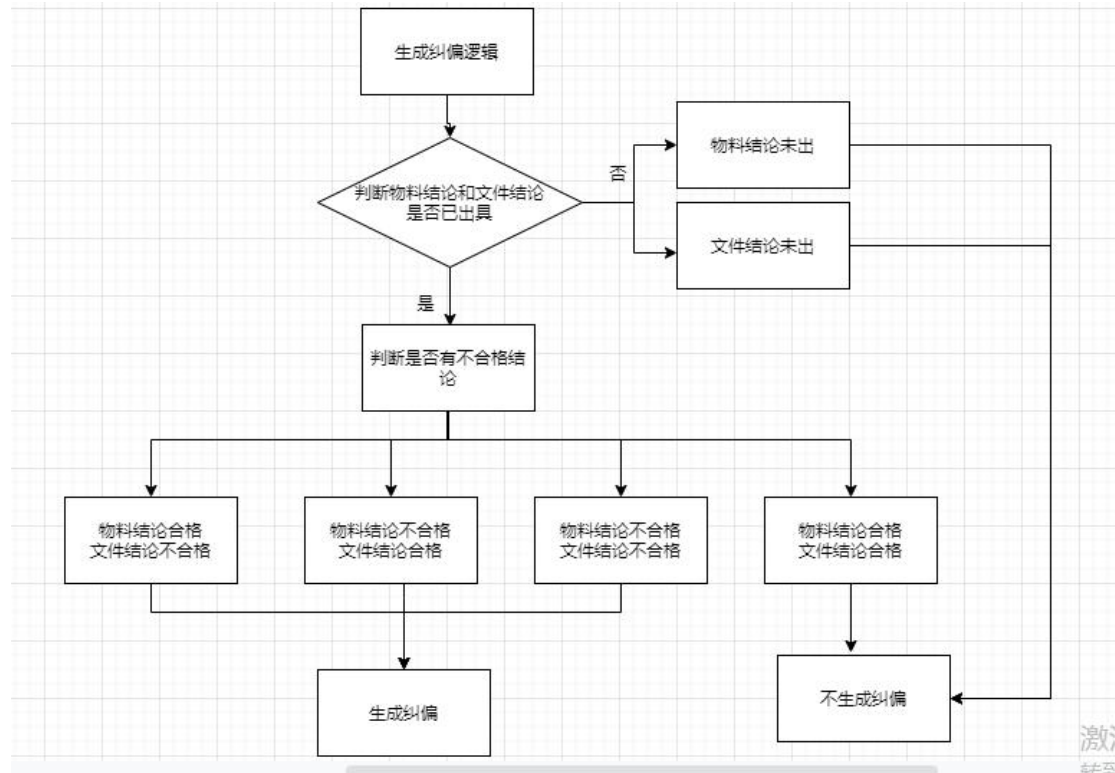 生成纠偏逻辑
判断物料结论和文件结论
是否已出具
否
物料结论未出
文件结论未出
是
判断是否有不合格结
论
物料结论合格
文件结论不合格
物料结论不合格
文件结论合格
物料结论不合格
文件结论不合格
物料结论合格
文件结论合格
生成纠偏
不生成纠偏
激
转到